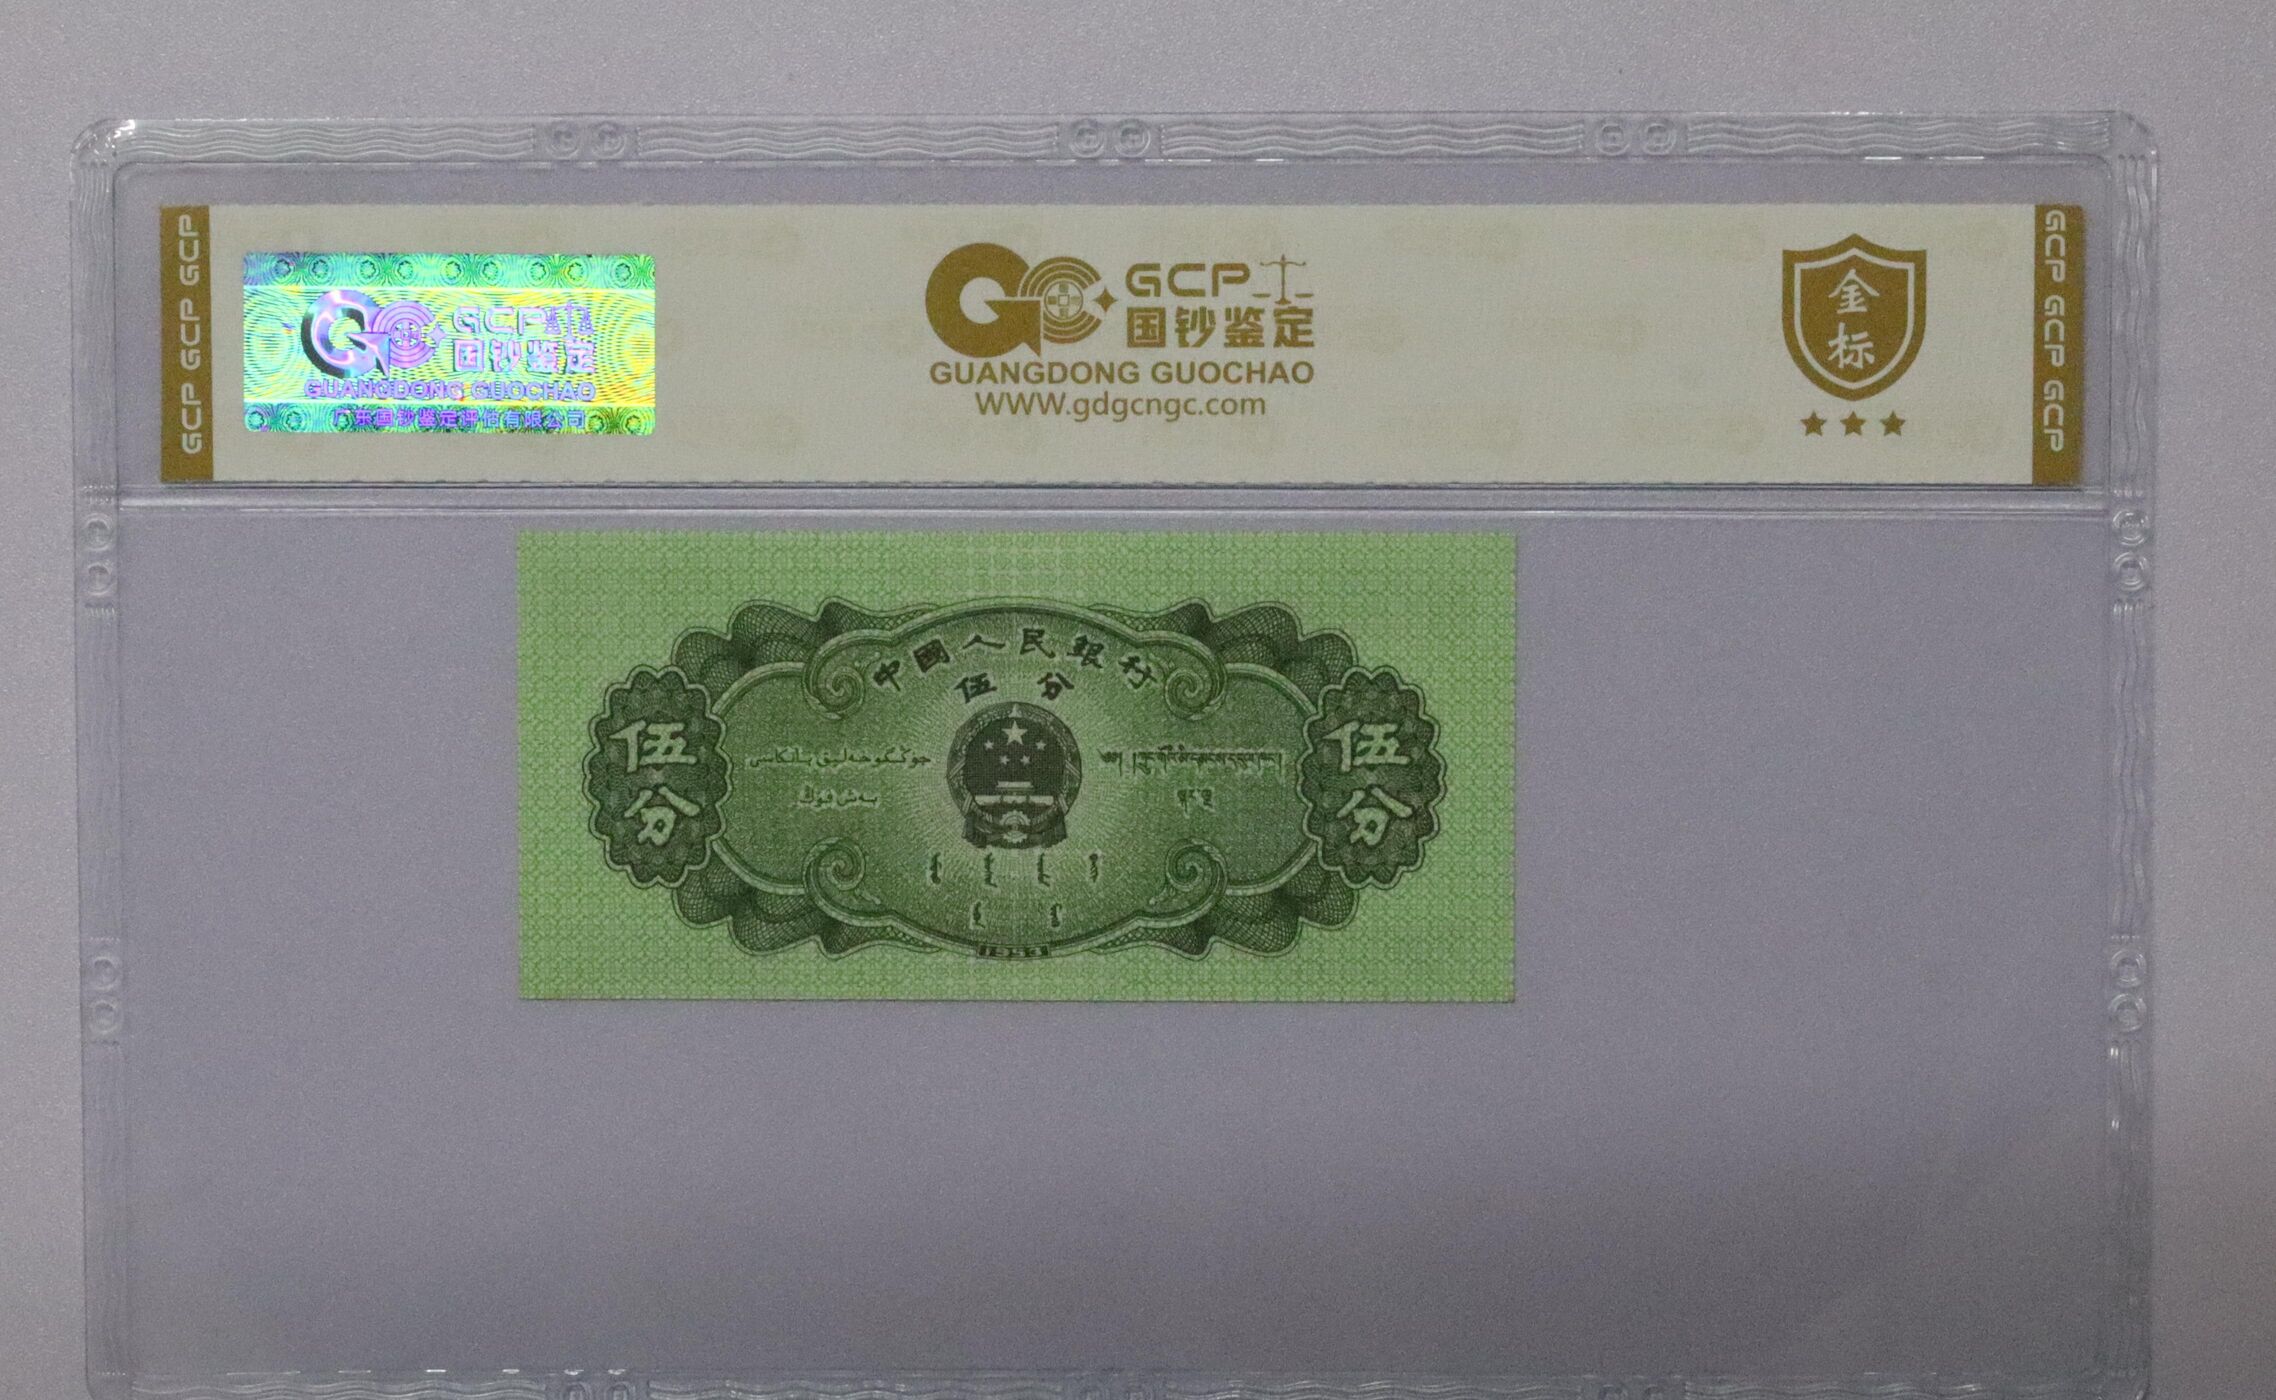 GCP GCP GCP
GCP
国钞鉴定
GUANGDONG GUOCHAO
广东国钞鉴定评估有限公司
GCP
国钞鉴定
GUANGDONG GUOCHAO
WWW.gdgcngc.com
金
标
GCP GCP GCP
中國人民銀行
伍分
伍
分
伍
分
1953